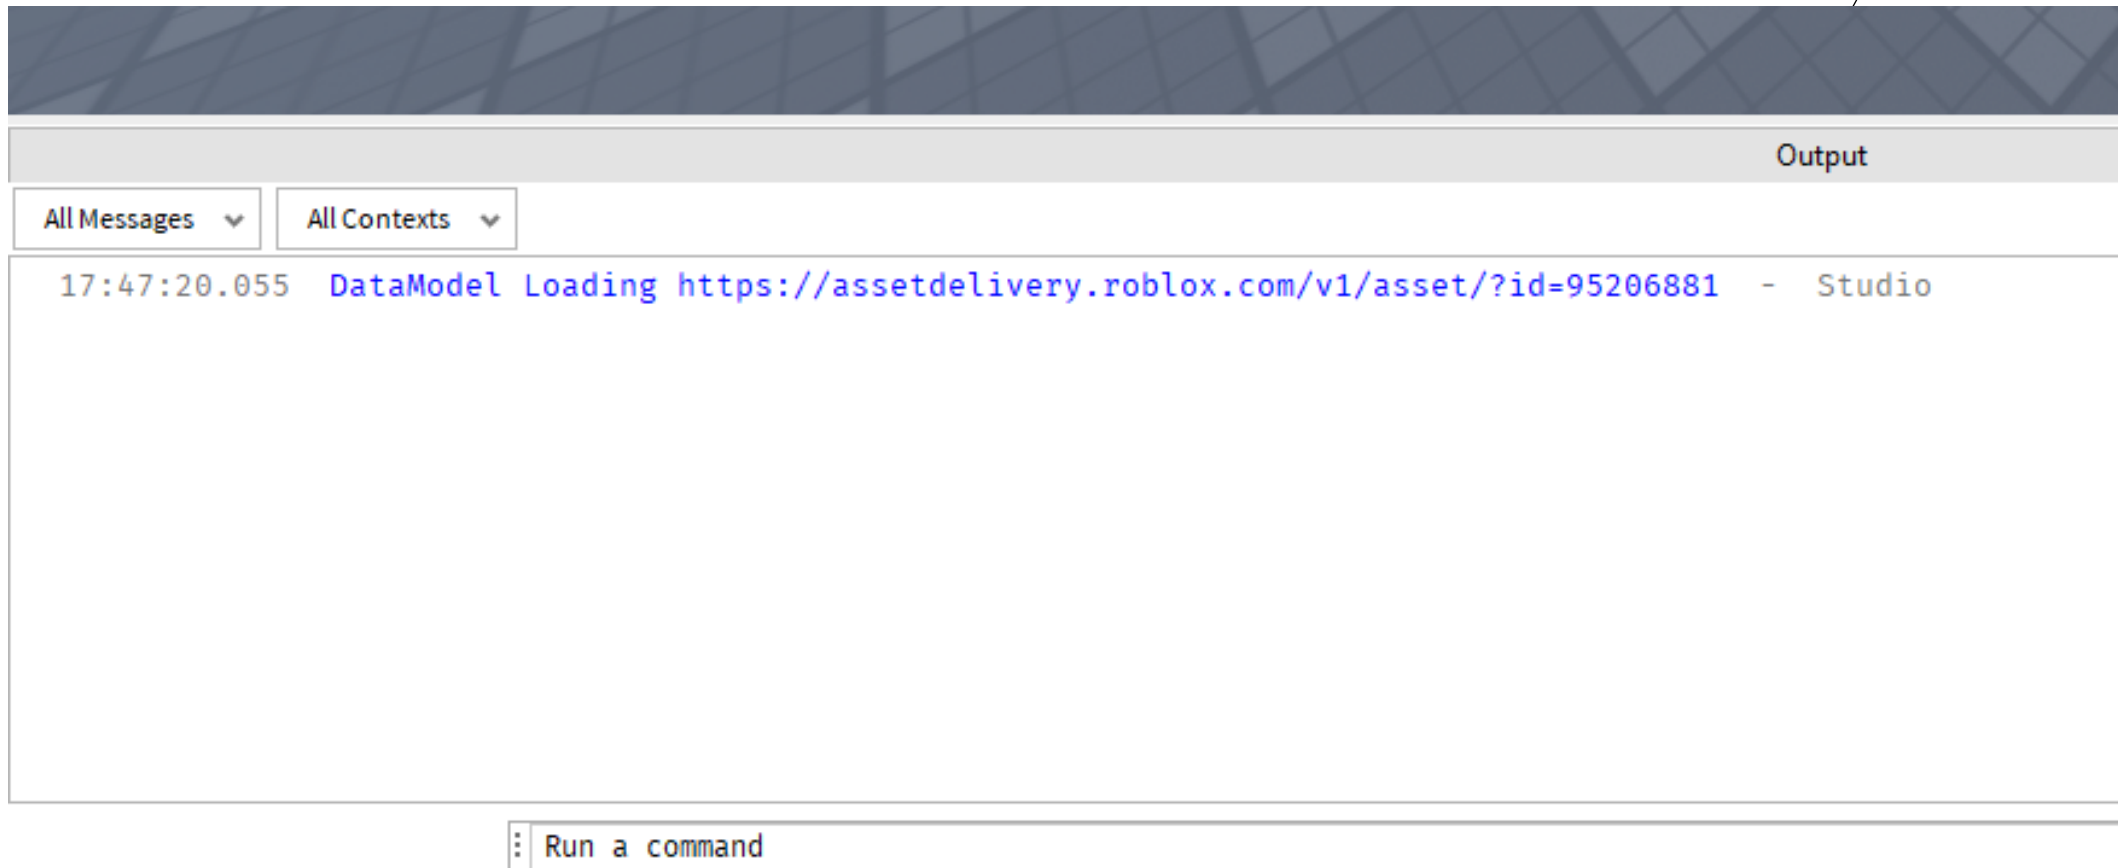 Output
All Messages All Contexts
17:47:20.055 DataModel Loading https://assetdelivery.roblox.com/v1/asset/?id=95206881 - Studio
Run a command